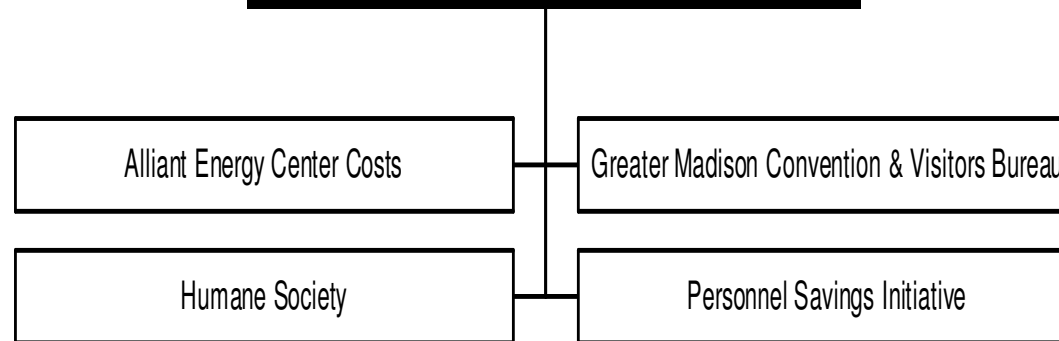 Alliant Energy Center Costs
Greater Madison Convention & Visitors Bureau
Humane Society
Personnel Savings Initiative